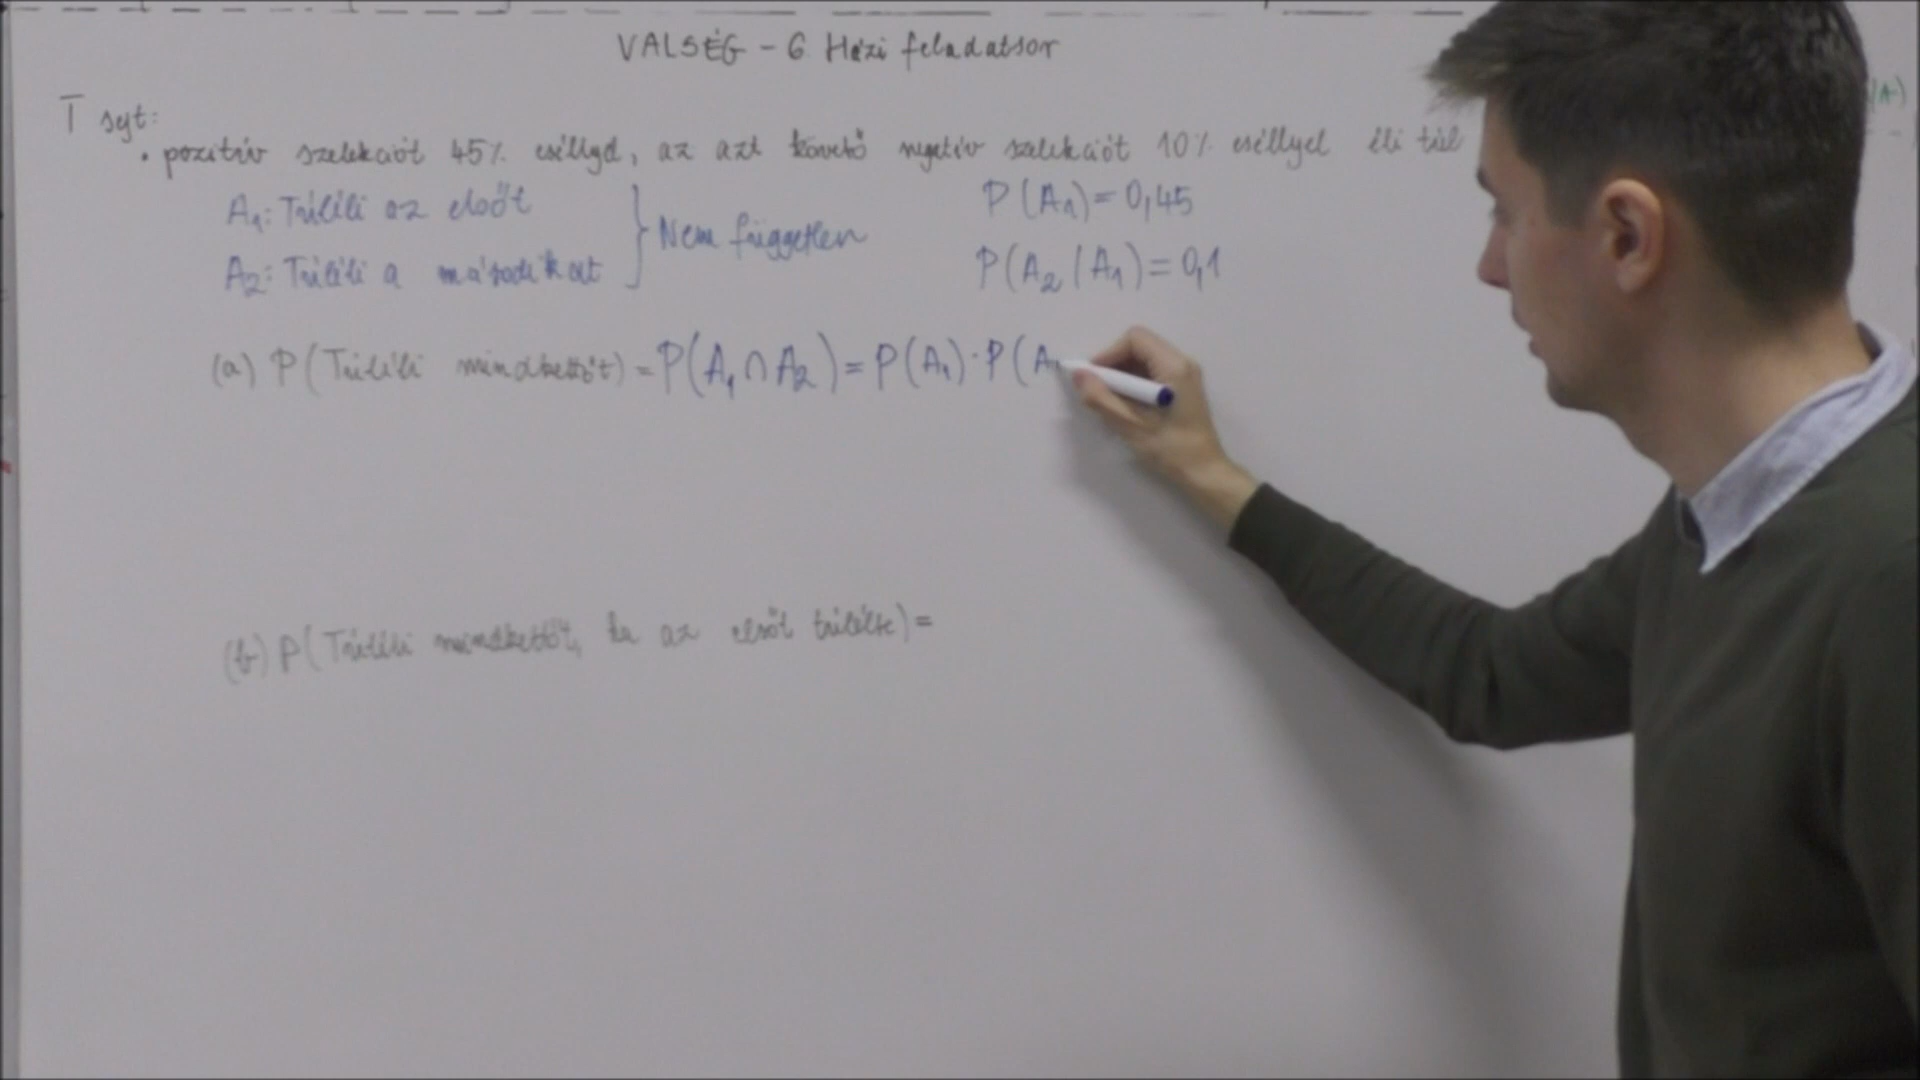 VALSÉG - 6 Házi feladatsor
T sejt:
• pozitív szelekciót 45% eséllyel, az azt követő negatív szelekciót 10% eséllyel éli túl
A₁: Túléli az elsőt
A₂: Túléli a másodikat
Nem független
P(A₁) = 0,45
P(A₂ | A₁) = 0,1
(a) P(Túléli mindkettőt) = P(A₁ ∩ A₂) = P(A₁) · P(A
(b) P(Túléli mindkettőt, ha az elsőt túlélte) =
(A)